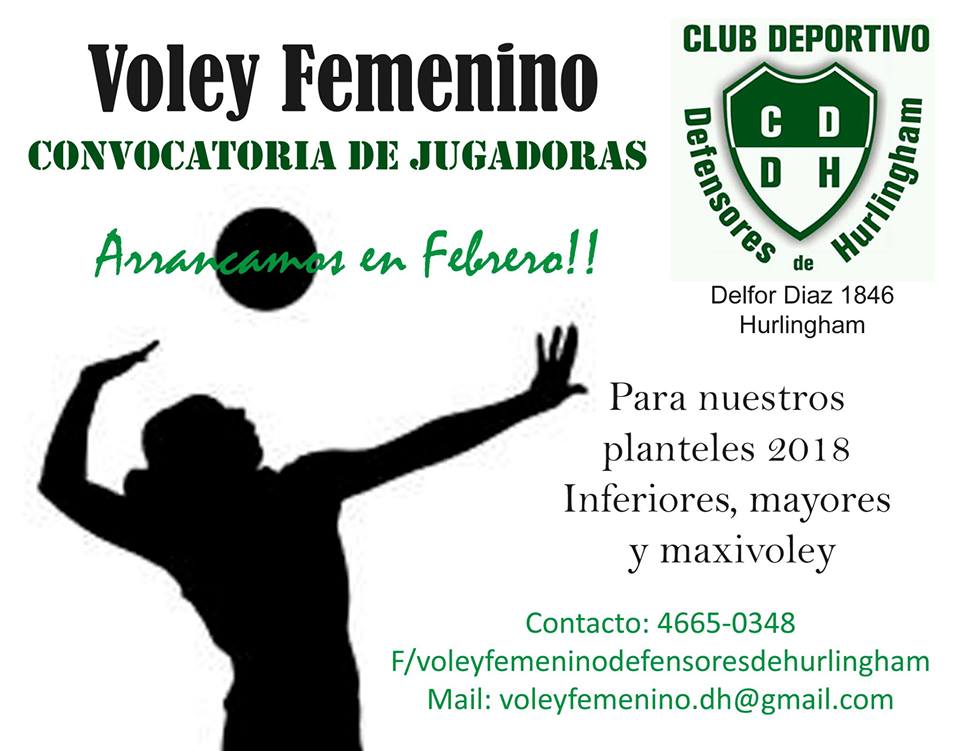 Voley Femenino
CONVOCATORIA DE JUGADORAS
Arrancamos en Febrero!!
CLUB DEPORTIVO
C D
D H
Defensores de Hurlingham
Delfor Diaz 1846
Hurlingham
Para nuestros
planteles 2018
Inferiores, mayores
y maxivoley
Contacto: 4665-0348
F/voleyfemeninodefensoresdehurlingham
Mail: voleyfemenino.dh@gmail.com